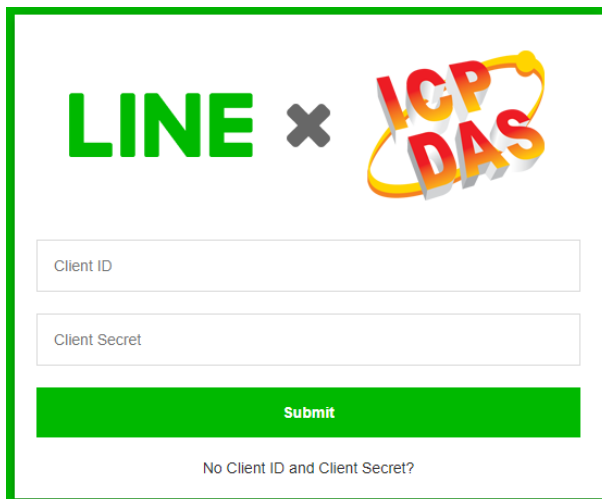 LINE
ICP
DAS
Client ID
Client Secret
Submit
No Client ID and Client Secret?